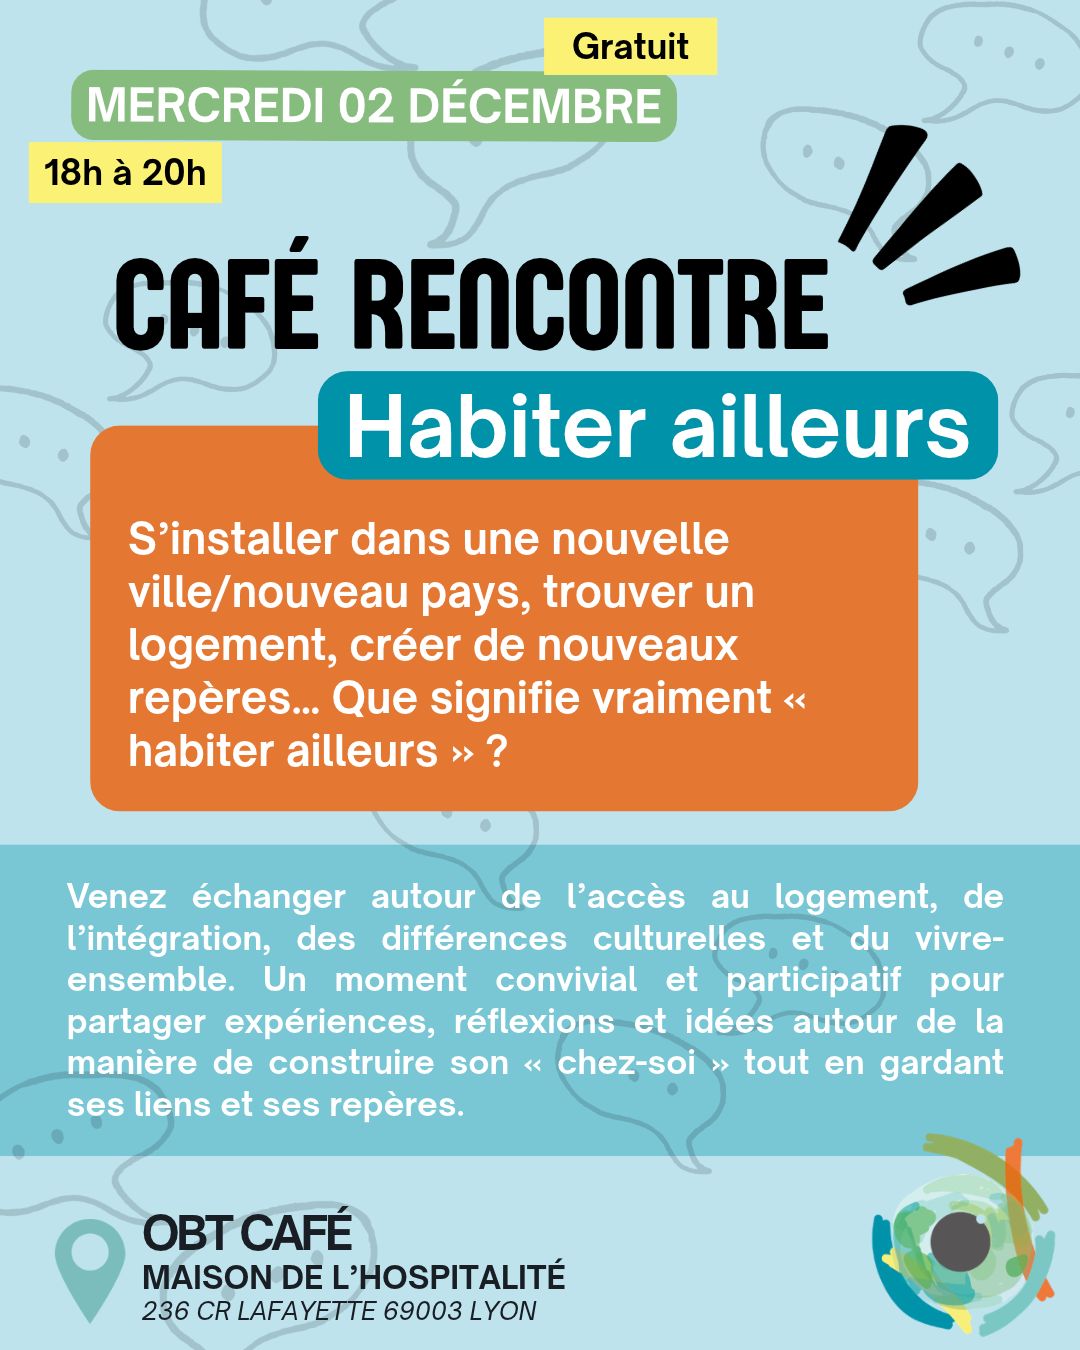 Gratuit
MERCREDI 02 DÉCEMBRE
18h à 20h
CAFÉ RENCONTRE
Habiter ailleurs
S’installer dans une nouvelle
ville/nouveau pays, trouver un
logement, créer de nouveaux
repères... Que signifie vraiment «
habiter ailleurs » ?
Venez échanger autour de l’accès au logement, de
l’intégration, des différences culturelles et du vivre-
ensemble. Un moment convivial et participatif pour
partager expériences, réflexions et idées autour de la
manière de construire son « chez-soi » tout en gardant
ses liens et ses repères.
OBT CAFÉ
MAISON DE L’HOSPITALITÉ
236 CR LAFAYETTE 69003 LYON